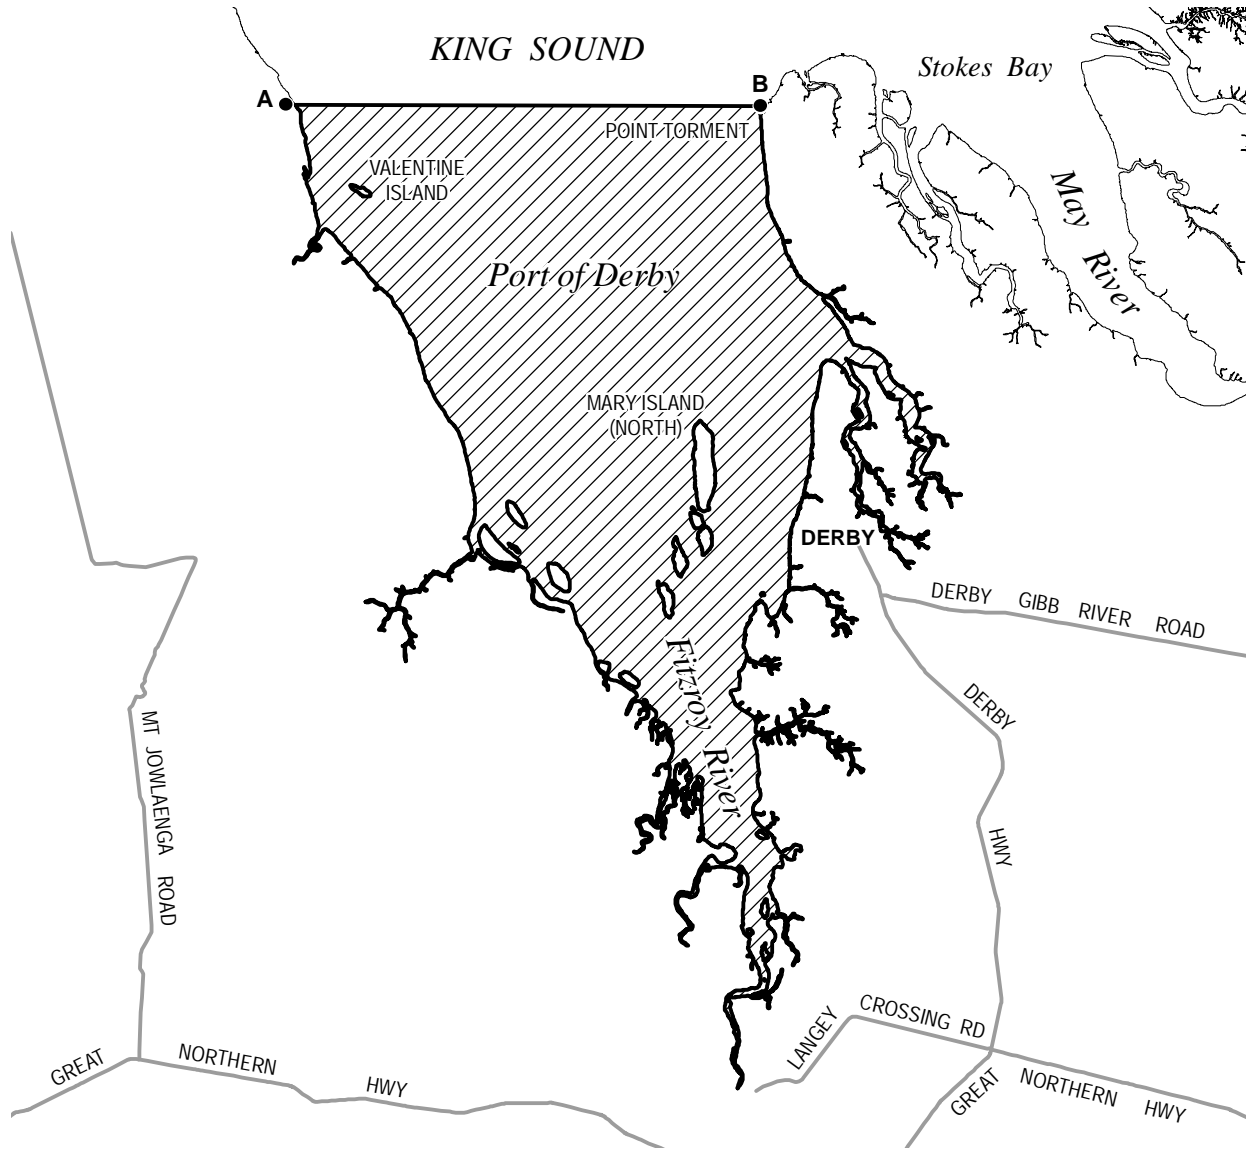 KING SOUND
Stokes Bay
A
B
POINT TORMENT
VALENTINE
ISLAND
May River
Port of Derby
MARY ISLAND
(NORTH)
DERBY
DERBY GIBB RIVER ROAD
Fitzroy River
DERBY HWY
MT JOWLAENGA ROAD
LANGEY CROSSING RD
GREAT NORTHERN HWY
GREAT NORTHERN HWY